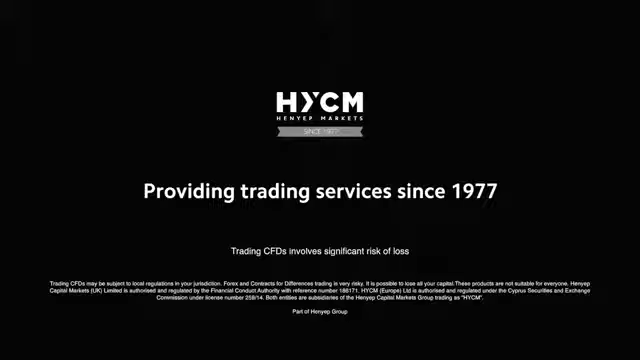 HYCM
HENYEP MARKETS
SINCE 1977
Providing trading services since 1977
Trading CFDs involves significant risk of loss
Trading CFDs may be subject to local regulations in your jurisdiction. Forex and Contracts for Differences trading is very risky. It is possible to lose all your capital.These products are not suitable for everyone. Henyep
Capital Markets (UK) Limited is authorised and regulated by the Financial Conduct Authority with reference number 186171, HYCM (Europe) Ltd is authorised and regulated under the Cyprus Securities and Exchange
Commission under license number 259/14. Both entities are subsidiaries of the Henyep Capital Markets Group trading as "HYCM".
Part of Henyep Group